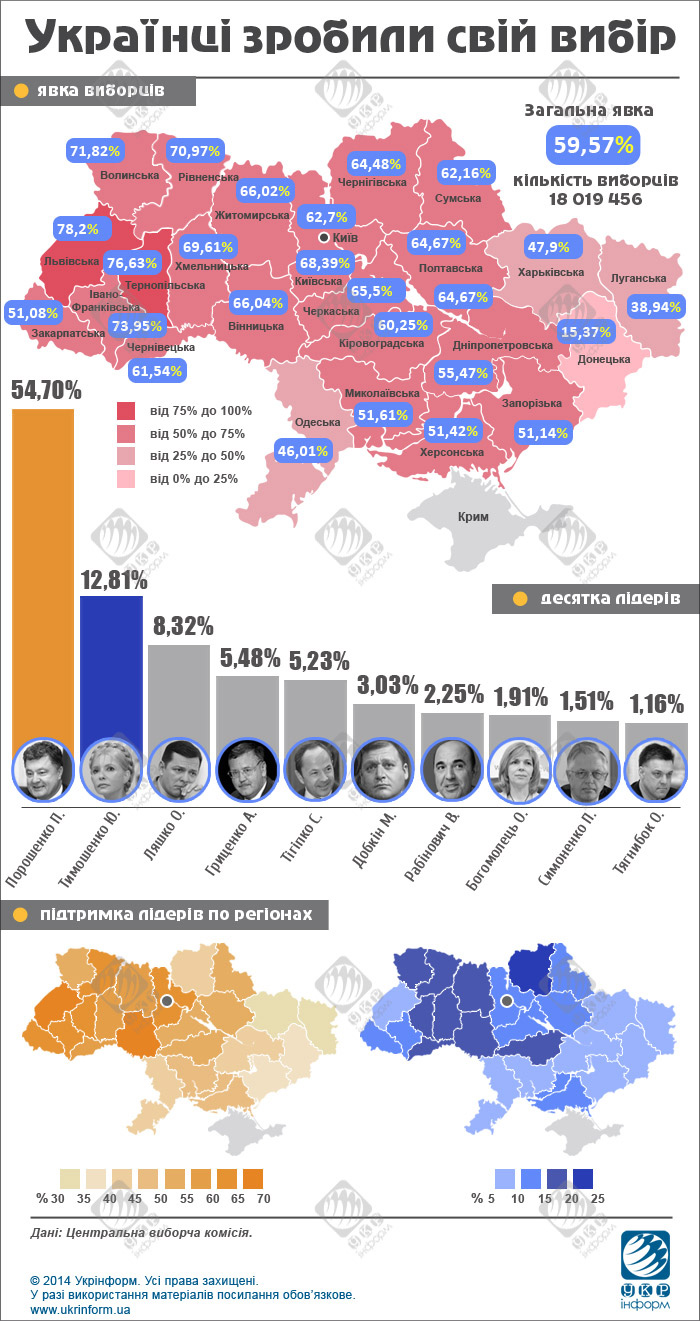 Українці зробили свій вибір
явка виборців
Загальна явка
59,57%
кількість виборців
18 019 456
71,82%
Волинська
70,97%
Рівненська
66,02%
Житомирська
62,7%
Київ
64,48%
Чернігівська
62,16%
Сумська
78,2%
Львівська
76,63%
Тернопільська
69,61%
Хмельницька
68,39%
Київська
64,67%
Полтавська
47,9%
Харківська
Луганська
38,94%
51,08%
Закарпатська
Івано-
Франківська
73,95%
Чернівецька
61,54%
66,04%
Вінницька
65,5%
Черкаська
60,25%
Кіровоградська
64,67%
Дніпропетровська
15,37%
Донецька
55,47%
Миколаївська
51,61%
Запорізька
51,14%
51,42%
Херсонська
Одеська
46,01%
Крим
від 75% до 100%
від 50% до 75%
від 25% до 50%
від 0% до 25%
десятка лідерів
54,70%
12,81%
8,32%
5,48%
5,23%
3,03%
2,25%
1,91%
1,51%
1,16%
Порошенко П.
Тимошенко Ю.
Ляшко О.
Гриценко А.
Тігіпко С.
Добкін М.
Рабінович В.
Богомолець О.
Симоненко П.
Тягнибок О.
підтримка лідерів по регіонах
% 30 35 40 45 50 55 60 65 70
% 5 10 15 20 25
Дані: Центральна виборча комісія.
© 2014 Укрінформ. Усі права захищені.
У разі використання матеріалів посилання обов’язкове.
www.ukrinform.ua
УКР
інформ